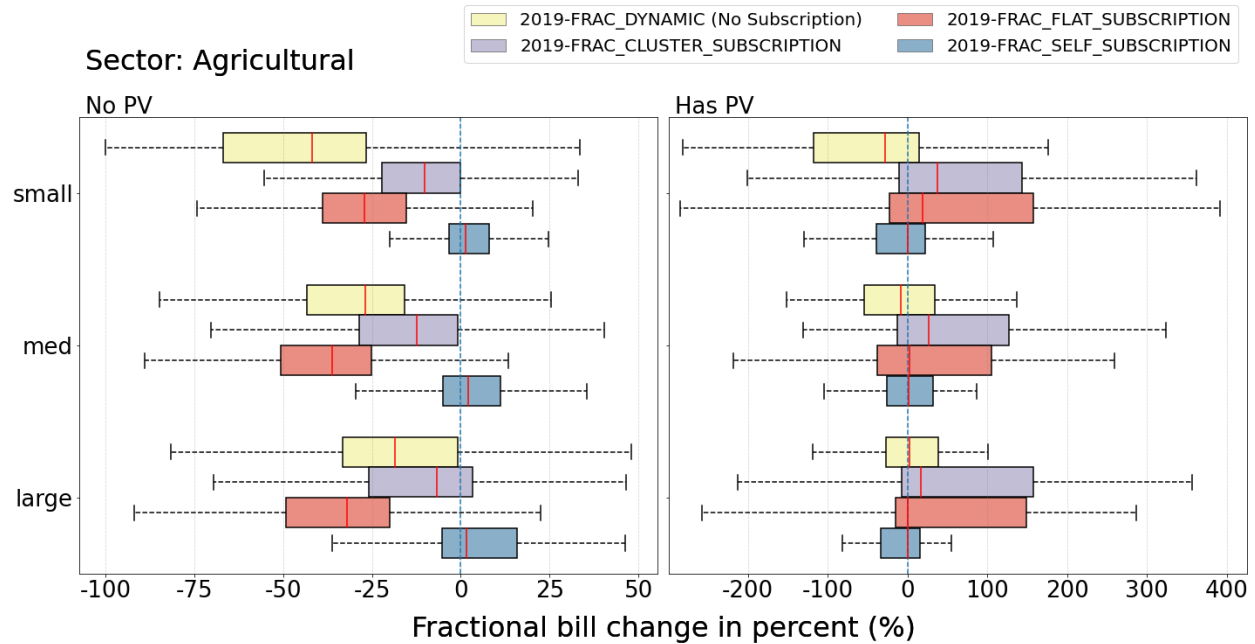 2019-FRAC_DYNAMIC (No Subscription)
2019-FRAC_CLUSTER_SUBSCRIPTION
2019-FRAC_FLAT_SUBSCRIPTION
2019-FRAC_SELF_SUBSCRIPTION
Sector: Agricultural
No PV
Has PV
small
med
large
-100 -75 -50 -25 0 25 50
-200 -100 0 100 200 300 400
Fractional bill change in percent (%)